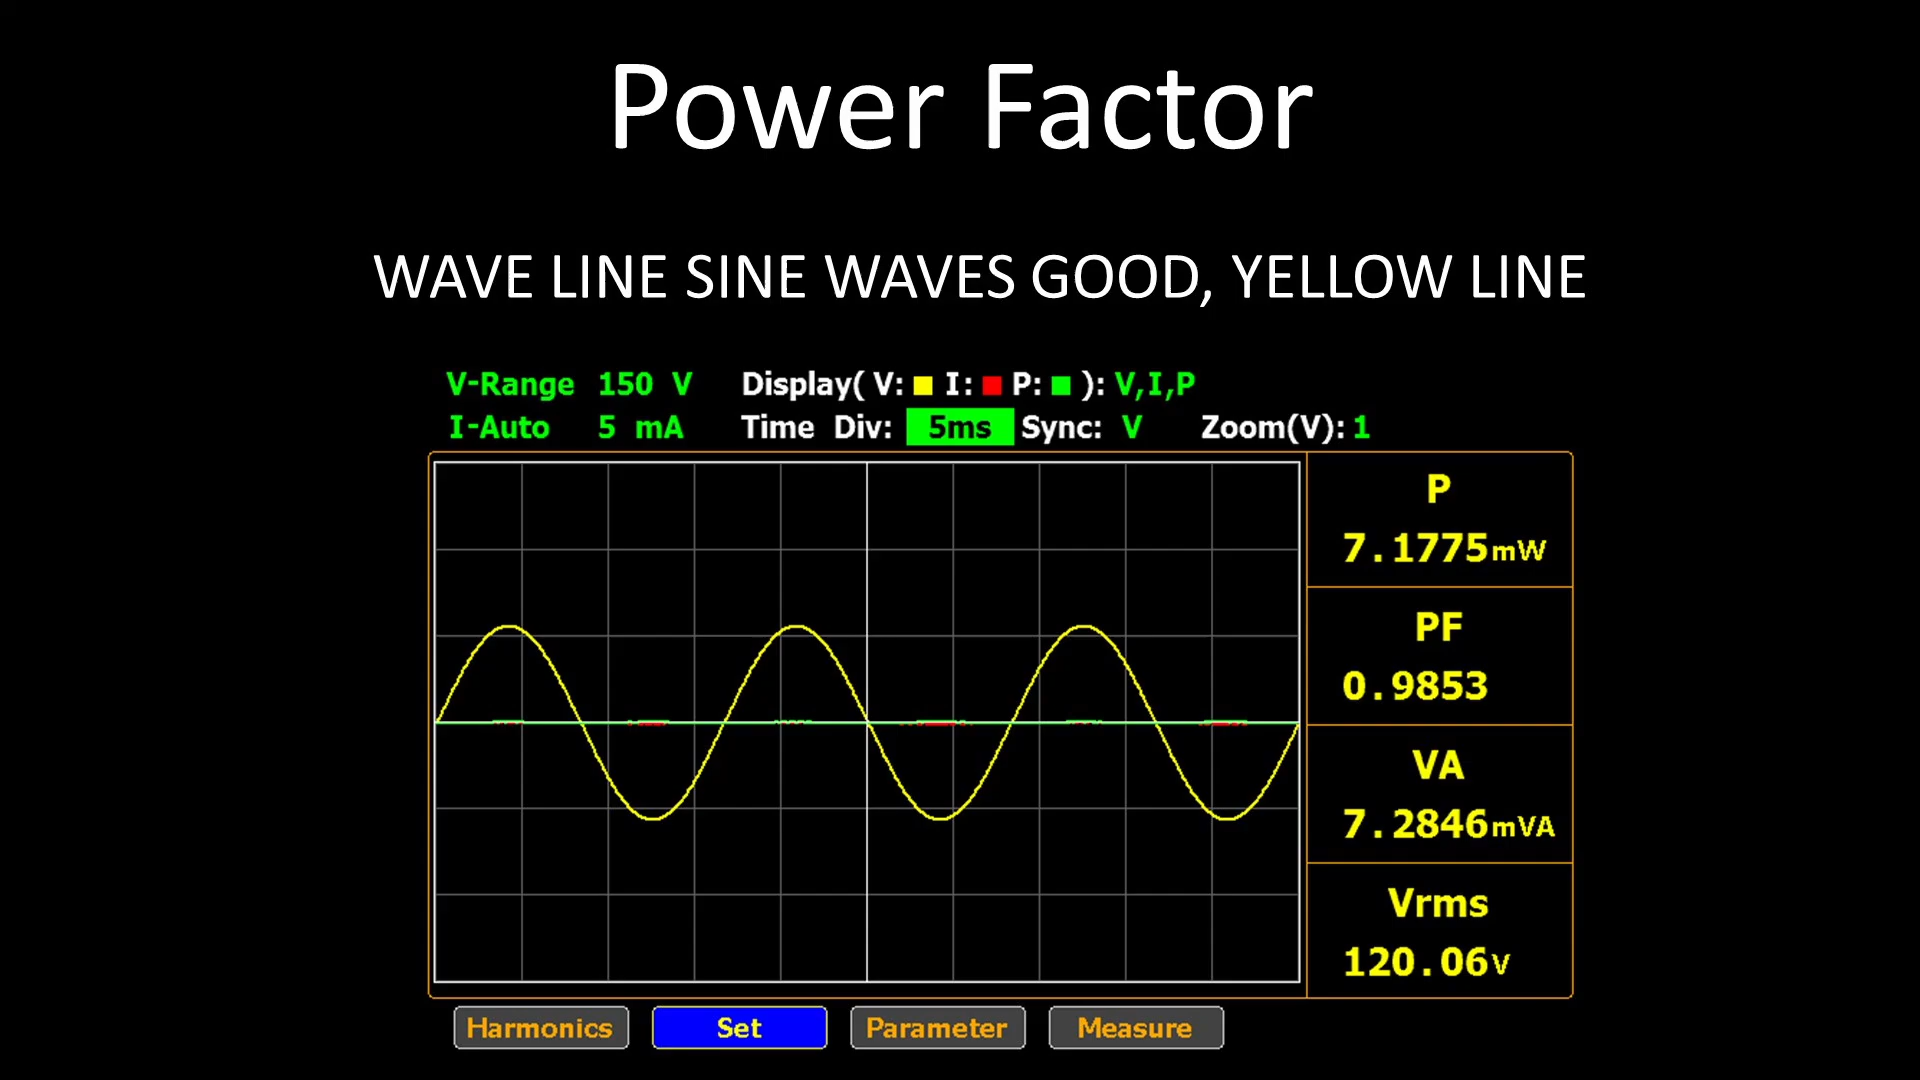 Power Factor
WAVE LINE SINE WAVES GOOD, YELLOW LINE
V-Range 150 V Display( V: I: P: ): V,I,P
I-Auto 5 mA Time Div: 5ms Sync: V Zoom(V): 1
P
7.1775mW
PF
0.9853
VA
7.2846mVA
Vrms
120.06V
Harmonics Set Parameter Measure